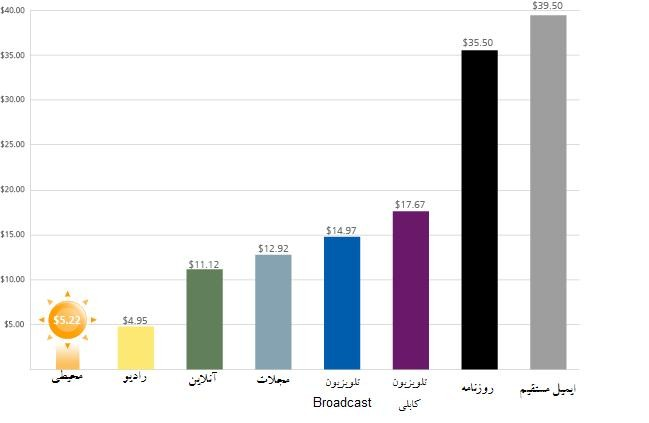 $40.00
$39.50
$35.00
$35.50
$30.00
$25.00
$20.00
$17.67
$15.00
$14.97
$12.92
$11.12
$10.00
$5.00
$5.22
$4.95
محیطی
رادیو
آنلاین
مجلات
تلویزیون
Broadcast
تلویزیون
کابلی
روزنامه
ایمیل مستقیم